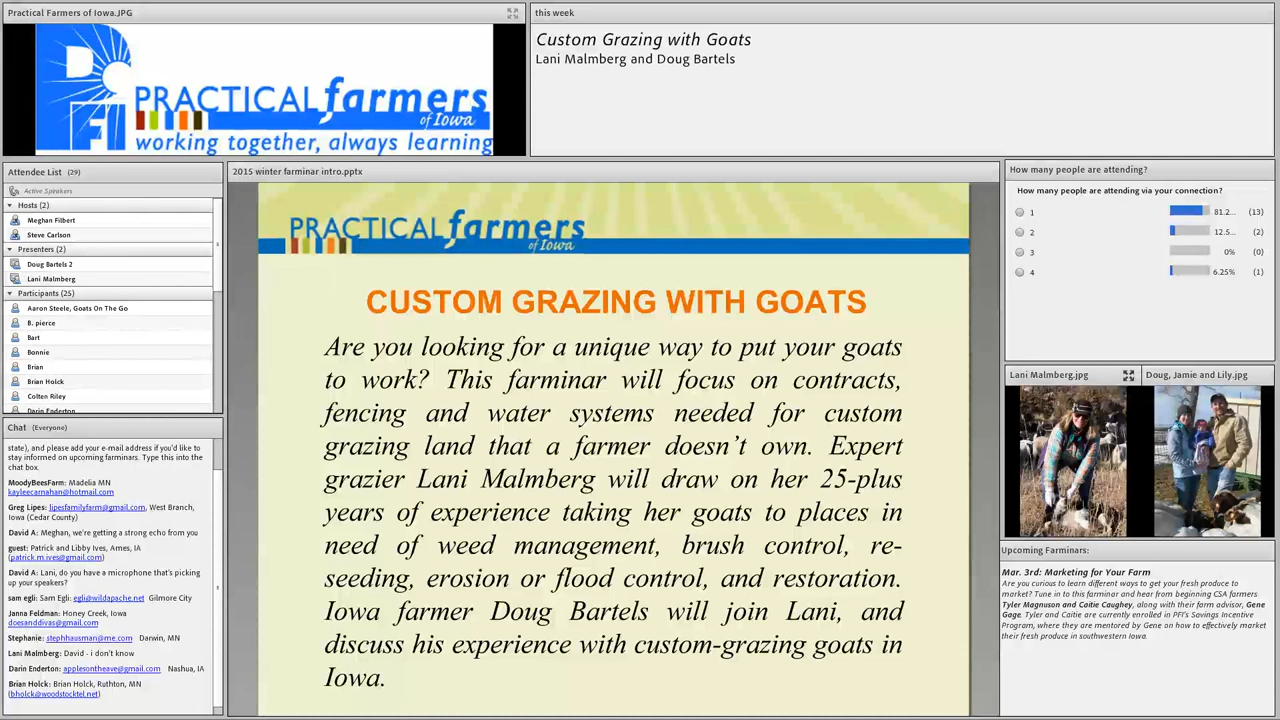 Practical Farmers of Iowa.JPG
PRACTICAL farmers
of Iowa
working together, always learning
this week
Custom Grazing with Goats
Lani Malmberg and Doug Bartels
Attendee List (29)
Active Speakers
Hosts (2)
Meghan Filbert
Steve Carlson
Presenters (2)
Doug Bartels 2
Lani Malmberg
Participants (25)
Aaron Steele, Goats On The Go
B. pierce
Bart
Bonnie
Brian
Brian Holck
Colten Riley
Darin Enderton
Chat (Everyone)
state), and please add your e-mail address if you'd like
to stay informed on upcoming farminars. Type this into the
chat box.
MoodyBeesFarm: Madelia MN
kayleecarnahan@hotmail.com
Greg Lipes: lipesfamilyfarm@gmail.com, West Branch,
Iowa (Cedar County)
David A: Meghan, we're getting a strong echo from you
guest: Patrick and Libby Ives, Ames, IA
(patrick.m.ives@gmail.com)
David A: Lani, do you have a microphone that's picking
up your speakers?
sam egli: Sam Egli: egli@wildapache.net Gilmore City
Janna Feldman: Honey Creek, Iowa
doesanddivas@gmail.com
Stephanie: stephhausman@me.com Darwin, MN
Lani Malmberg: David - i don't know
Darin Enderton: applesontheave@gmail.com Nashua, IA
Brian Holck: Brian Holck, Ruthton, MN
(bholck@woodstocktel.net)
2015 winter farminar intro.pptx
PRACTICAL farmers
of Iowa
CUSTOM GRAZING WITH GOATS
Are you looking for a unique way to put your goats
to work? This farminar will focus on contracts,
fencing and water systems needed for custom
grazing land that a farmer doesn't own. Expert
grazier Lani Malmberg will draw on her 25-plus
years of experience taking her goats to places in
need of weed management, brush control, re-
seeding, erosion or flood control, and restoration.
Iowa farmer Doug Bartels will join Lani, and
discuss his experience with custom-grazing goats in
Iowa.
How many people are attending?
How many people are attending via your connection?
1 81.2... (13)
2 12.5... (2)
3 0% (0)
4 6.25% (1)
Lani Malmberg.jpg
Doug, Jamie and Lily.jpg
Upcoming Farminars:
Mar. 3rd: Marketing for Your Farm
Are you curious to learn different ways to get your fresh produce to
market? Tune in to this farminar and hear from beginning CSA farmers
Tyler Magnuson and Caitie Caughey, along with their farm advisor, Gene
Gage. Tyler and Caitie are currently enrolled in PFI's Savings Incentive
Program, where they are mentored by Gene on how to effectively market
their fresh produce in southwestern Iowa.